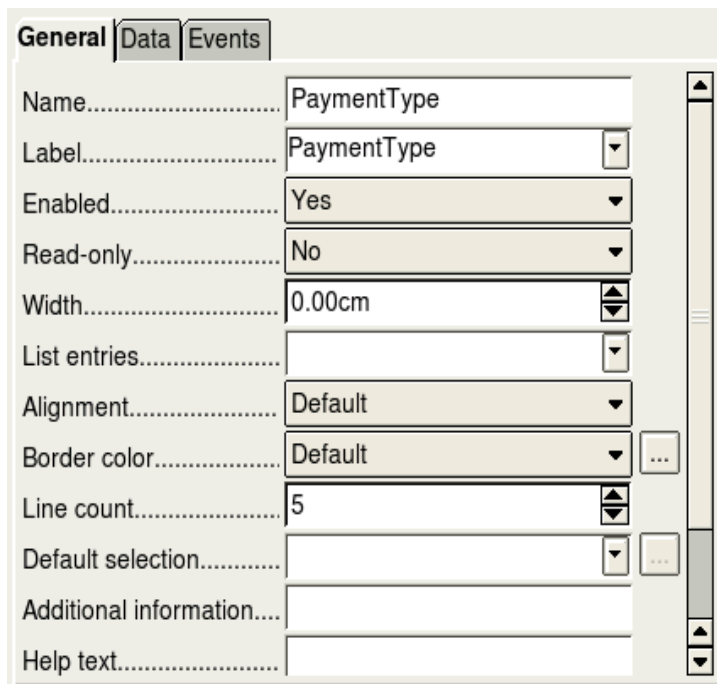 General Data Events
Name............................ PaymentType
Label............................ PaymentType
Enabled........................ Yes
Read-only...................... No
Width............................ 0.00cm
List entries.....................
Alignment...................... Default
Border color................... Default ...
Line count...................... 5
Default selection............ ...
Additional information....
Help text........................